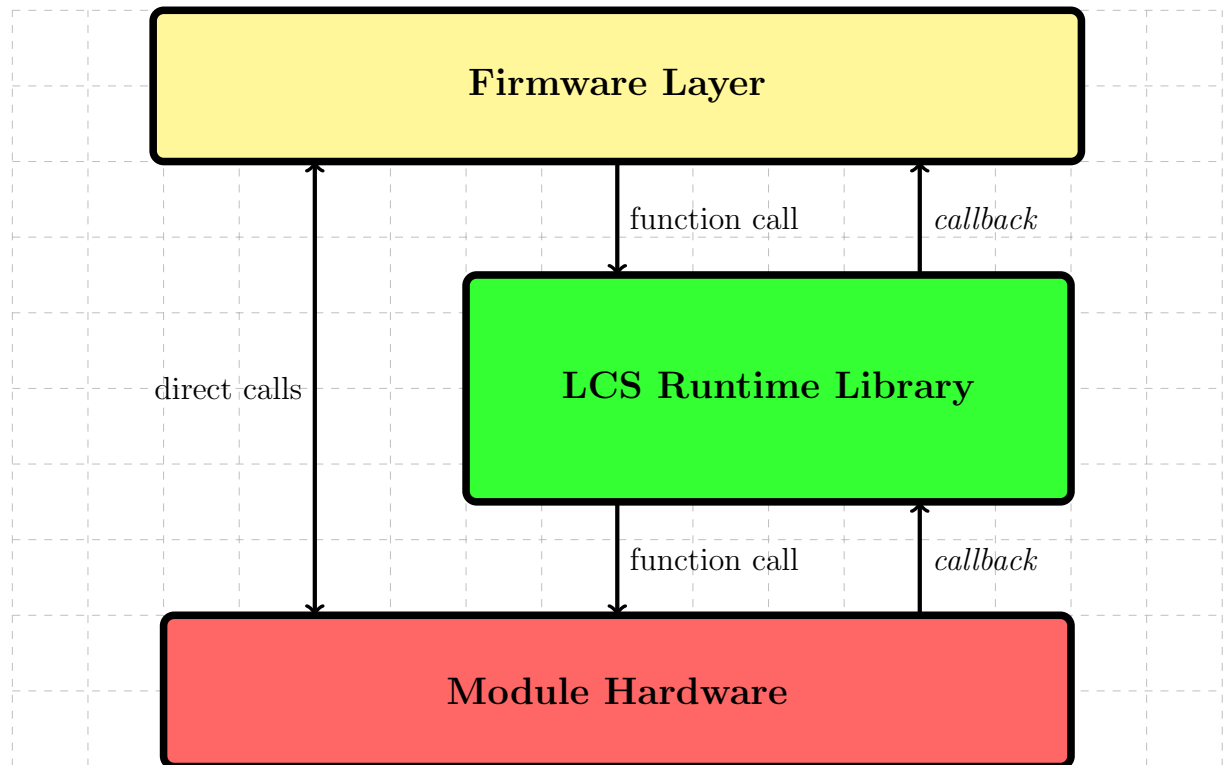 Firmware Layer
function call
callback
direct calls
LCS Runtime Library
function call
callback
Module Hardware